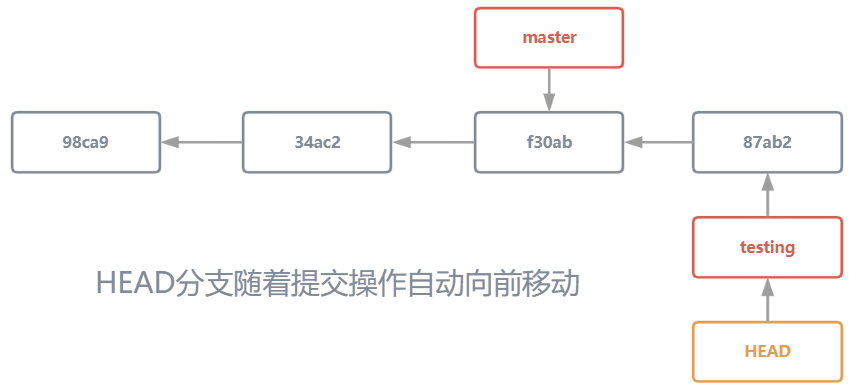 master
98ca9
34ac2
f30ab
87ab2
testing
HEAD分支随着提交操作自动向前移动
HEAD